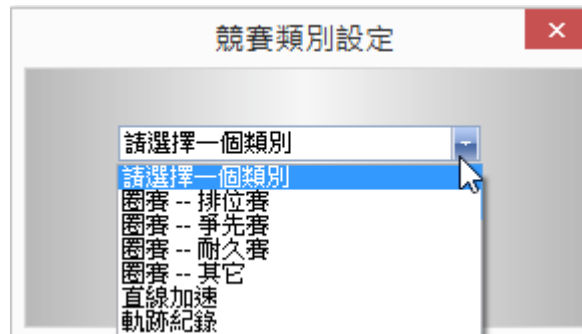 競賽類別設定
請選擇一個類別
請選擇一個類別
圈賽 -- 排位賽
圈賽 -- 爭先賽
圈賽 -- 耐久賽
圈賽 -- 其它
直線加速
軌跡紀錄